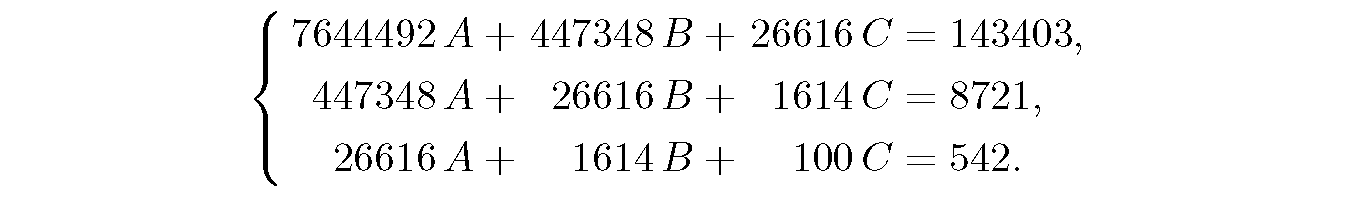 7644492 A + 447348 B + 26616 C = 143403,
447348 A + 26616 B + 1614 C = 8721,
26616 A + 1614 B + 100 C = 542.